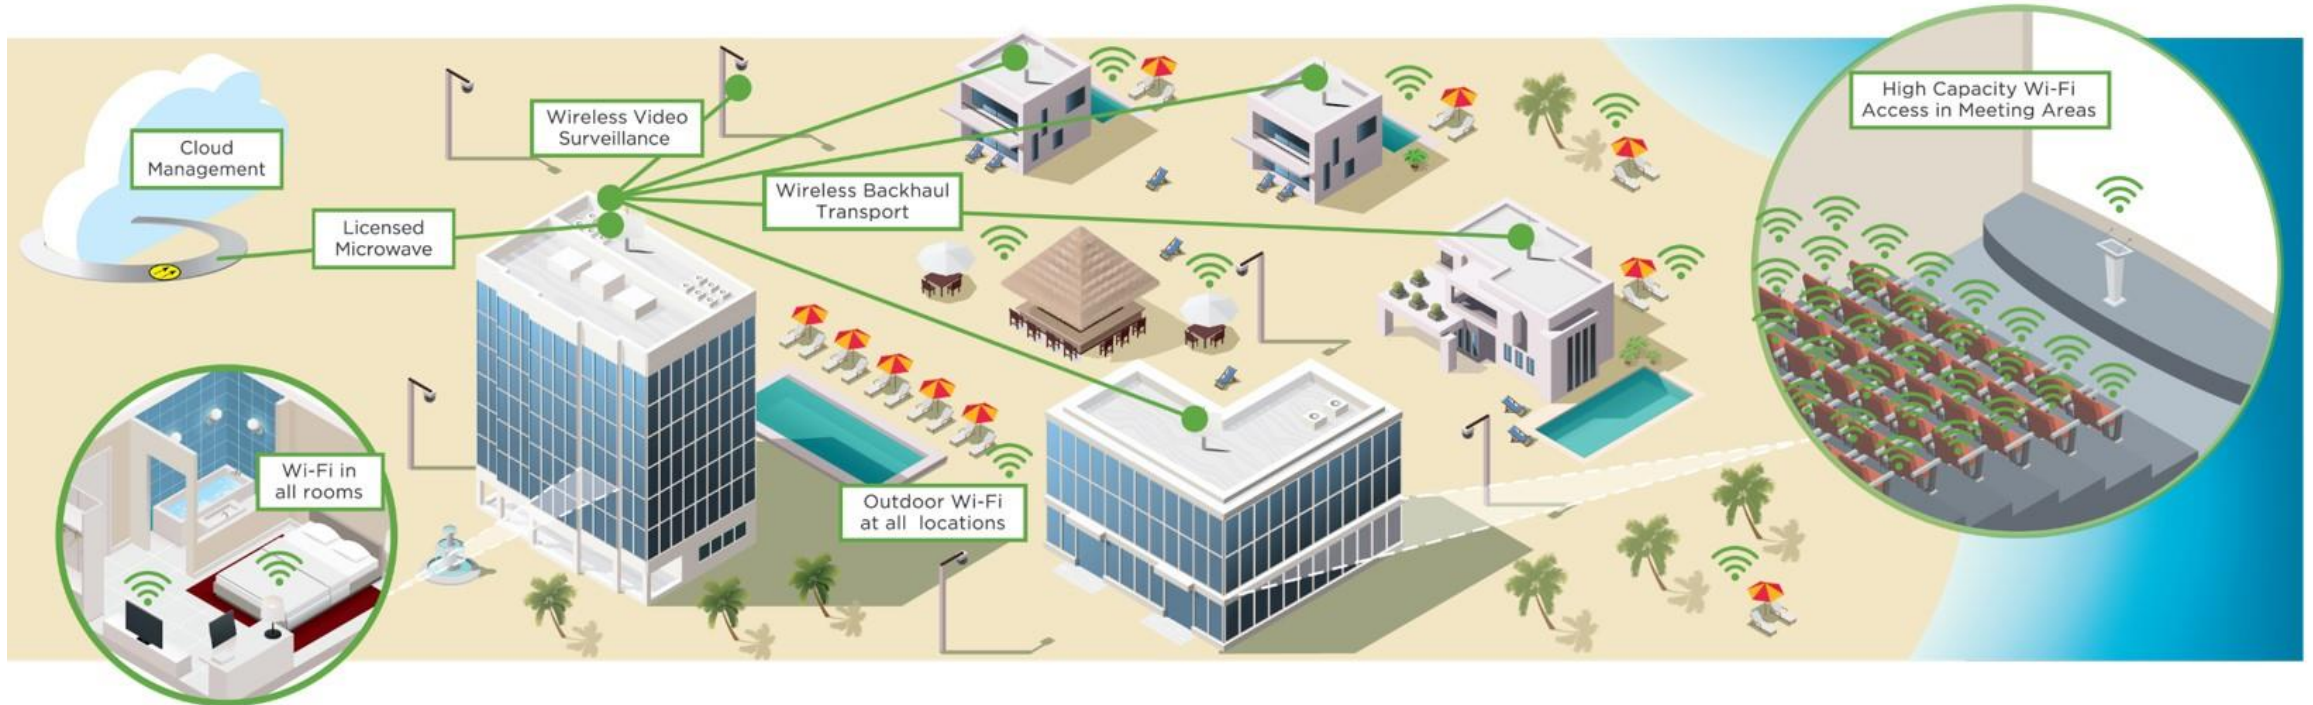 Cloud
Management
Licensed
Microwave
Wireless Video
Surveillance
Wireless Backhaul
Transport
High Capacity Wi-Fi
Access in Meeting Areas
Wi-Fi in
all rooms
Outdoor Wi-Fi
at all locations